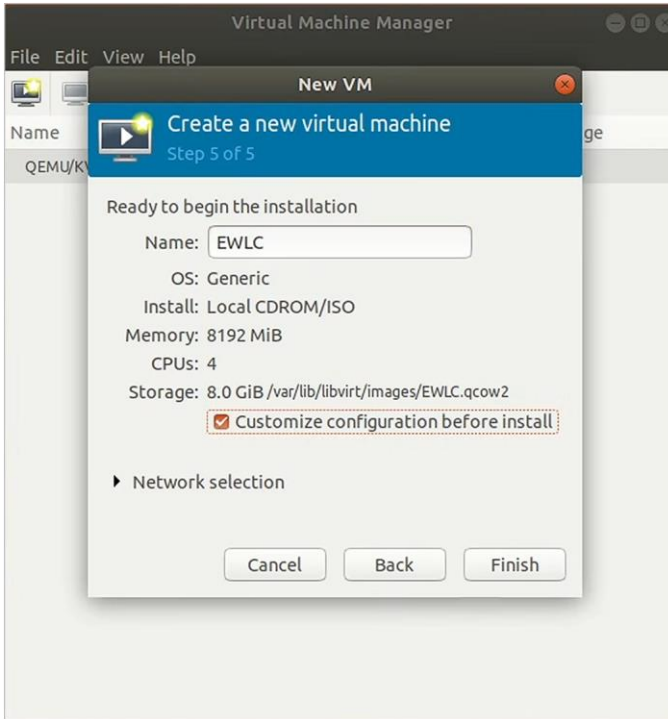 Virtual Machine Manager
File Edit View Help
New VM
Create a new virtual machine
Step 5 of 5
Name
QEMU/K
Ready to begin the installation
Name: EWLC
OS: Generic
Install: Local CDROM/ISO
Memory: 8192 MiB
CPUs: 4
Storage: 8.0 GiB /var/lib/libvirt/images/EWLC.qcow2
Customize configuration before install
Network selection
Cancel Back Finish